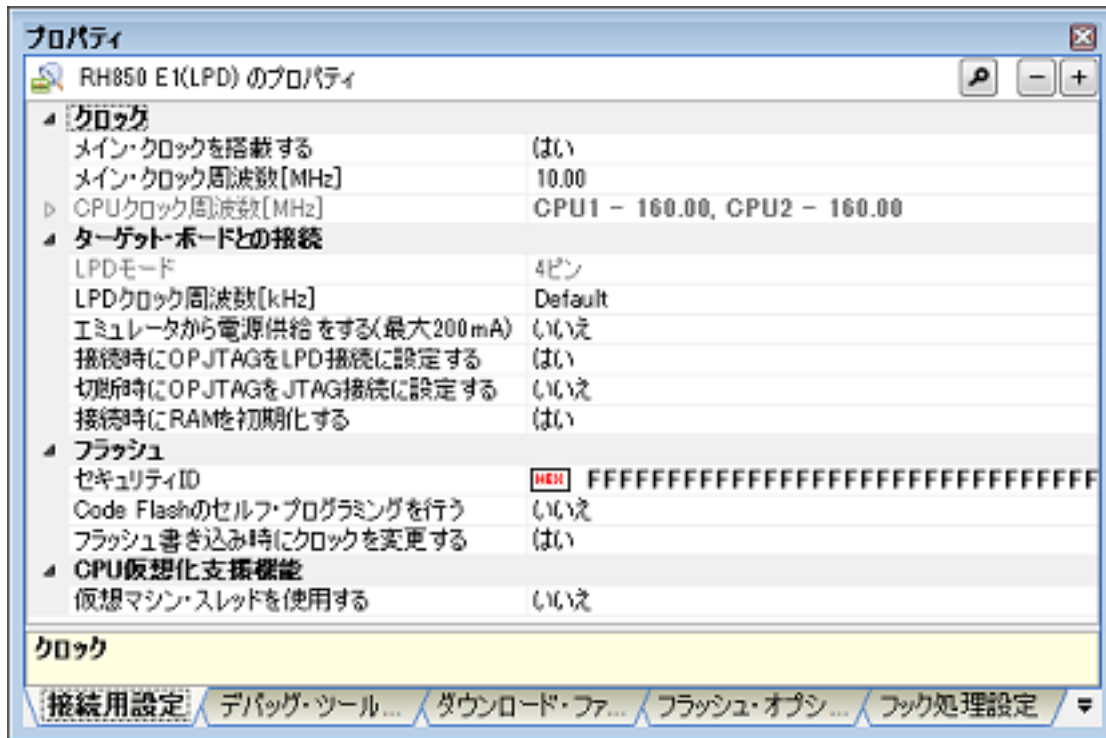 プロパティ
RH850 E1(LPD) のプロパティ
クロック
メイン・クロックを搭載する はい
メイン・クロック周波数[MHz] 10.00
CPUクロック周波数[MHz] CPU1 - 160.00, CPU2 - 160.00
ターゲット・ボードとの接続
LPDモード 4ピン
LPDクロック周波数[kHz] Default
エミュレータから電源供給をする(最大200mA) いいえ
接続時にOPJTAGをLPD接続に設定する はい
切断時にOPJTAGをJTAG接続に設定する いいえ
接続時にRAMを初期化する はい
フラッシュ
セキュリティID HEX FFFFFFFFFFFFFFFFFFFFFFFFFFFFFFFF
Code Flashのセルフ・プログラミングを行う いいえ
フラッシュ書き込み時にクロックを変更する はい
CPU仮想化支援機能
仮想マシン・スレッドを使用する いいえ
クロック
接続用設定 デバッグ・ツール... ダウンロード・ファ... フラッシュ・オプシ... フック処理設定